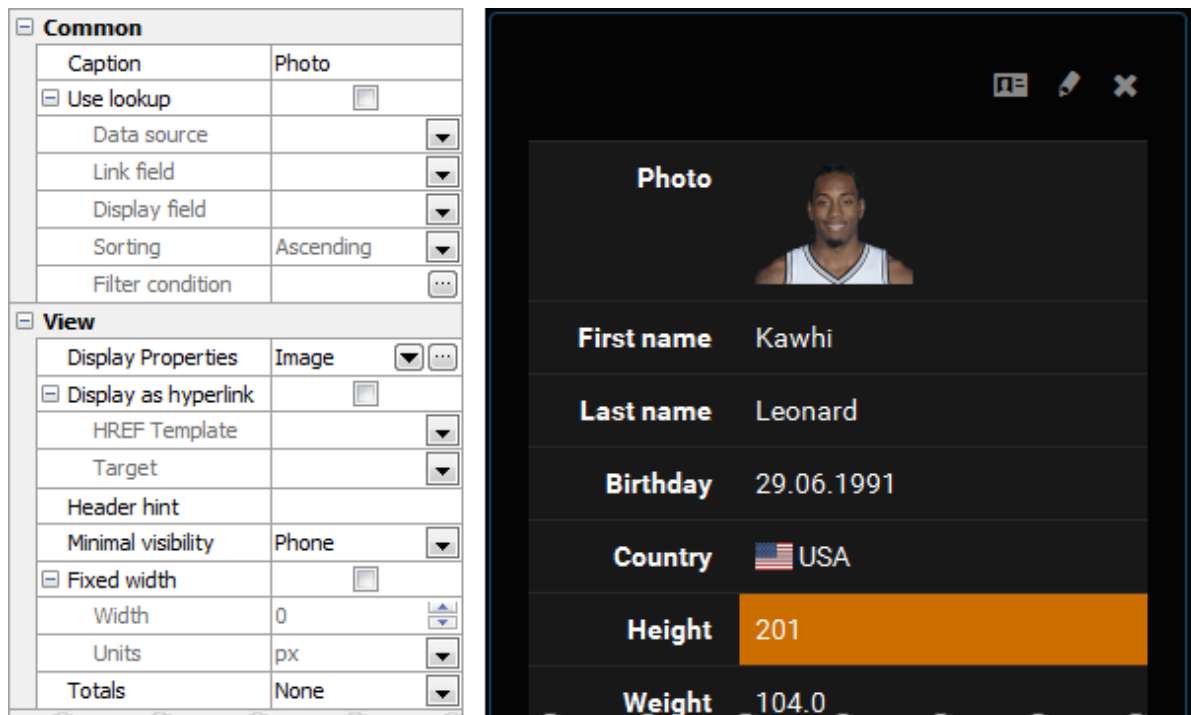 Common
Caption Photo
Use lookup
Data source
Link field
Display field
Sorting Ascending
Filter condition
View
Display Properties Image
Display as hyperlink
HREF Template
Target
Header hint
Minimal visibility Phone
Fixed width
Width 0
Units px
Totals None
Photo
First name Kawhi
Last name Leonard
Birthday 29.06.1991
Country USA
Height 201
Weight 104.0